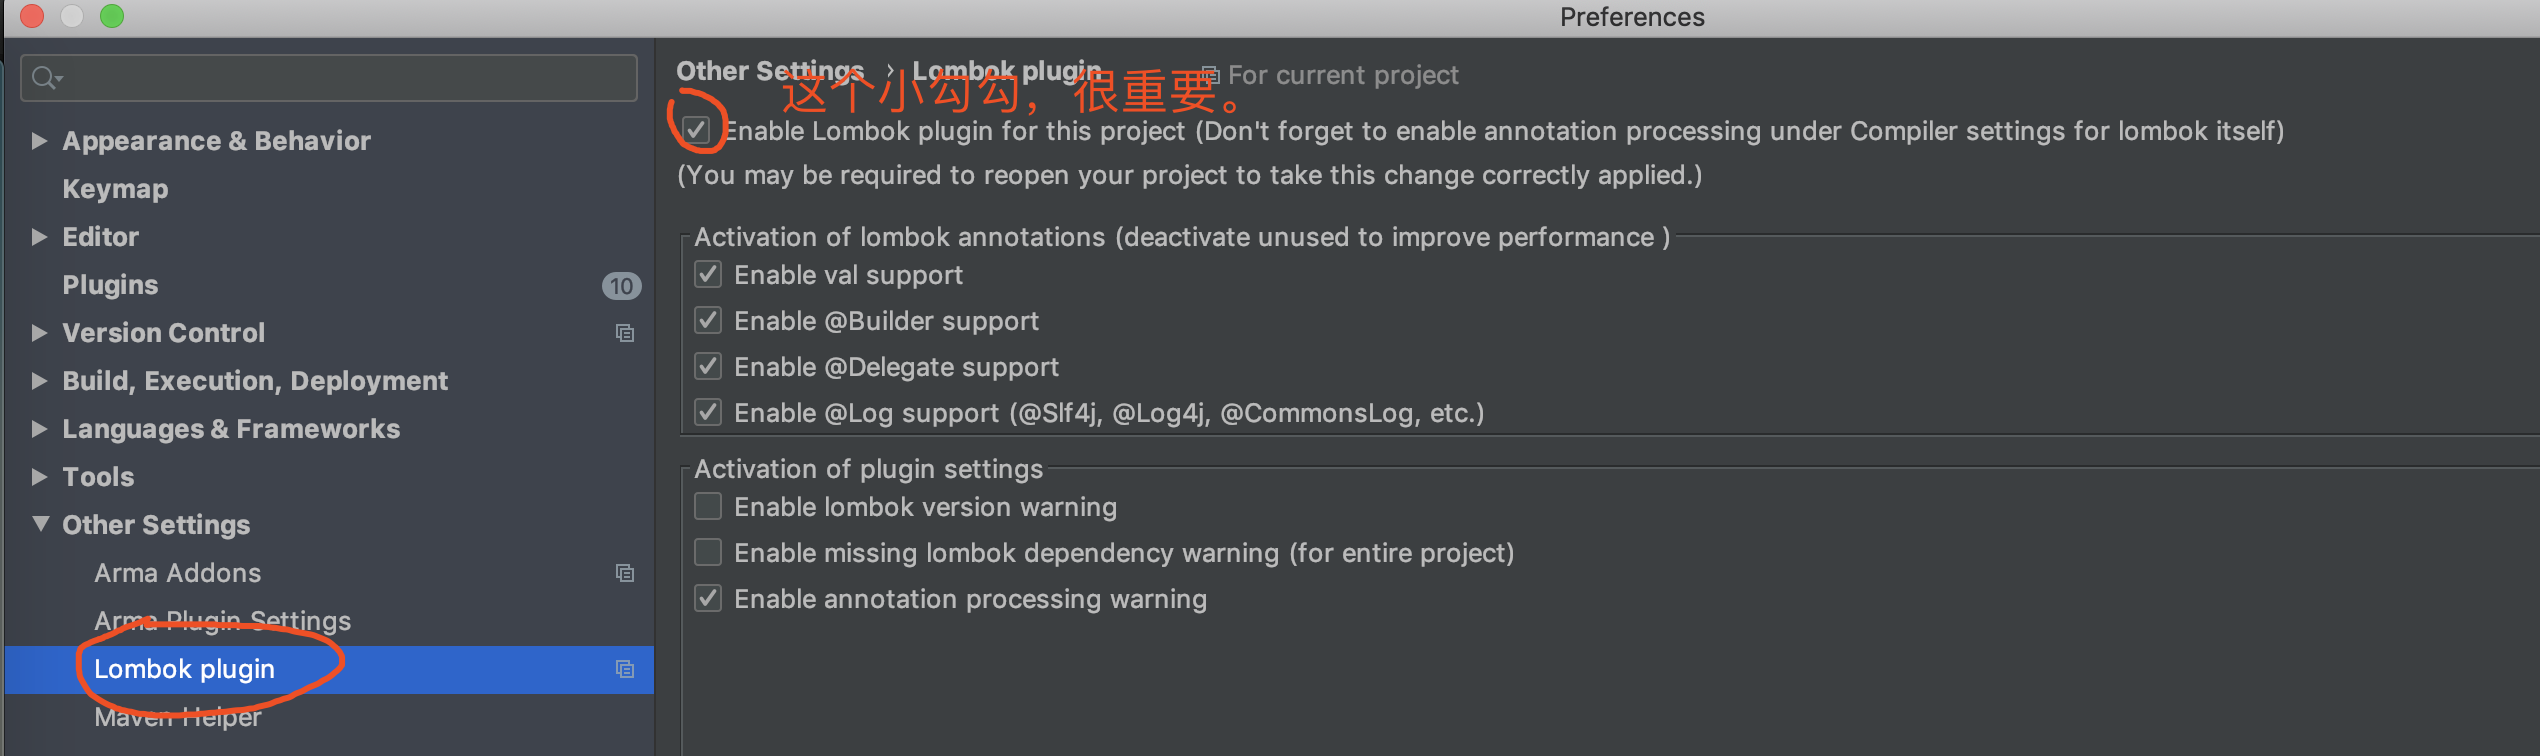 Preferences
Appearance & Behavior
Keymap
Editor
Plugins 10
Version Control
Build, Execution, Deployment
Languages & Frameworks
Tools
Other Settings
Arma Addons
Arma Plugin Settings
Lombok plugin
Maven Helper
Other Settings › Lombok plugin For current project
这个小勾勾，很重要。
Enable Lombok plugin for this project (Don't forget to enable annotation processing under Compiler settings for lombok itself)
(You may be required to reopen your project to take this change correctly applied.)
Activation of lombok annotations (deactivate unused to improve performance )
Enable val support
Enable @Builder support
Enable @Delegate support
Enable @Log support (@Slf4j, @Log4j, @CommonsLog, etc.)
Activation of plugin settings
Enable lombok version warning
Enable missing lombok dependency warning (for entire project)
Enable annotation processing warning